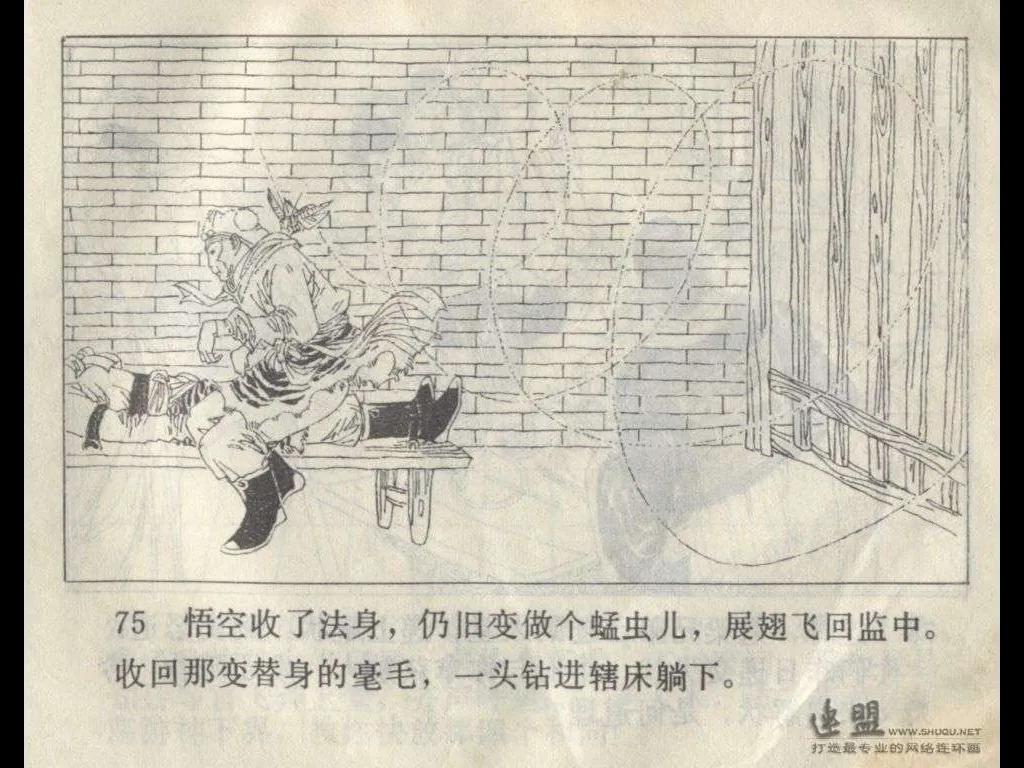 75 悟空收了法身，仍旧变做个蜢虫儿，展翅飞回监中。
收回那变替身的毫毛，一头钻进辖床躺下。
连盟 WWW.SHUQU.NET
打造最专业的网络连环画